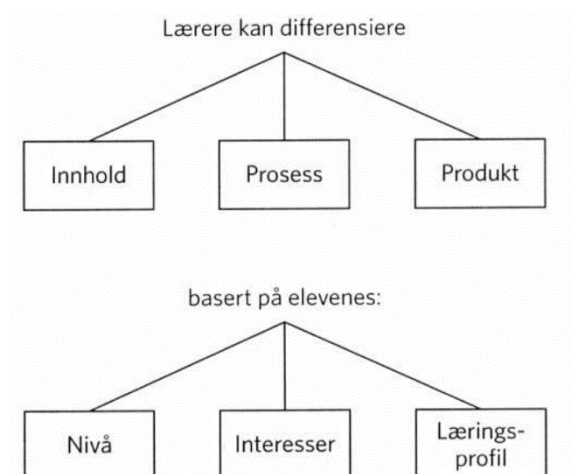 Lærere kan differensiere
Innhold
Prosess
Produkt
basert på elevenes:
Nivå
Interesser
Lærings-
profil